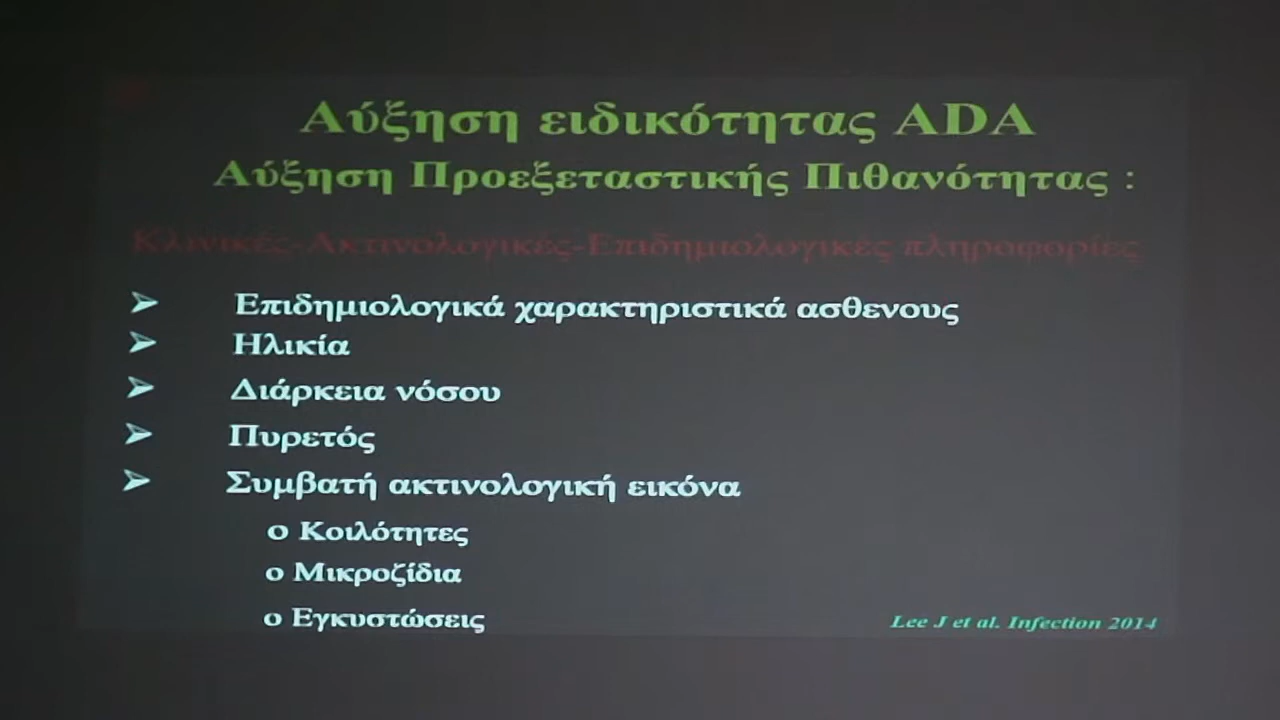 Αύξηση ειδικότητας ADA
Αύξηση Προεξεταστικής Πιθανότητας :
Κλινικές-Ακτινολογικές-Επιδημιολογικές πληροφορίες
➢ Επιδημιολογικά χαρακτηριστικά ασθενους
➢ Ηλικία
➢ Διάρκεια νόσου
➢ Πυρετός
➢ Συμβατή ακτινολογική εικόνα
o Κοιλότητες
o Μικροζίδια
o Εγκυστώσεις
Lee J et al. Infection 2014